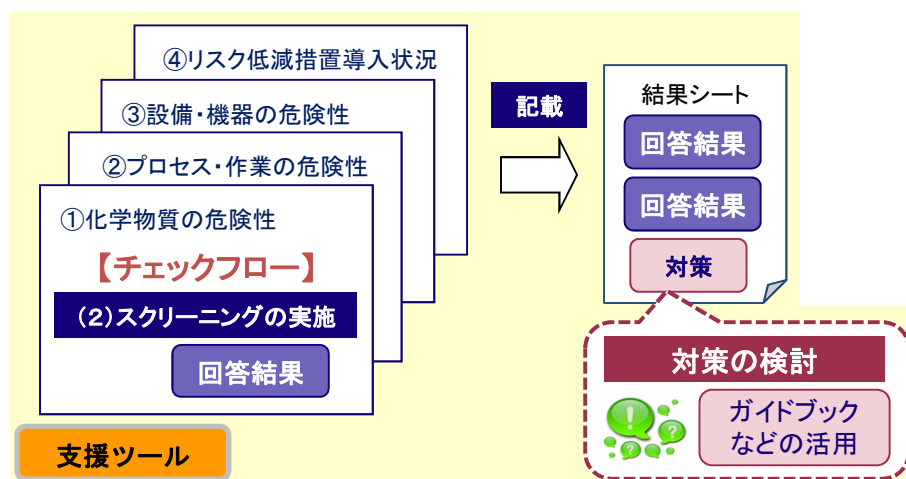 ④リスク低減措置導入状況
③設備・機器の危険性
②プロセス・作業の危険性
①化学物質の危険性
【チェックフロー】
（２）スクリーニングの実施
回答結果
支援ツール
記載
結果シート
回答結果
回答結果
対策
対策の検討
！
？
？
？
ガイドブック
などの活用